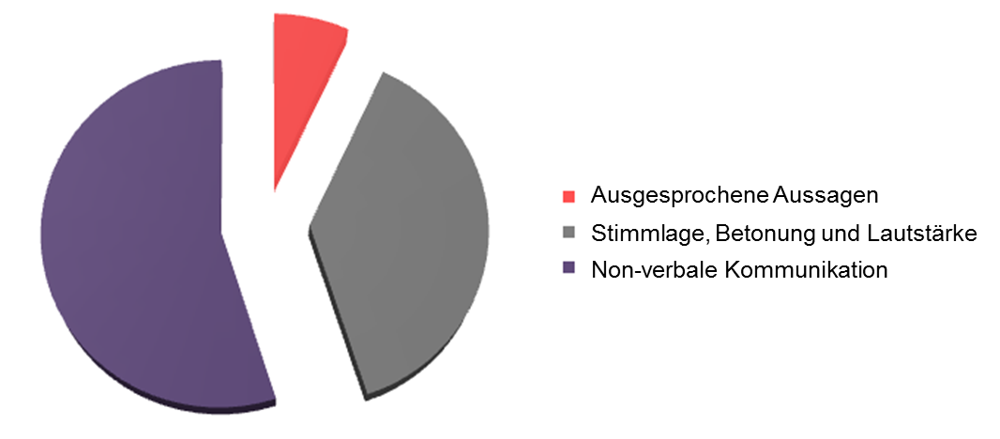 Ausgesprochene Aussagen
Stimmlage, Betonung und Lautstärke
Non-verbale Kommunikation